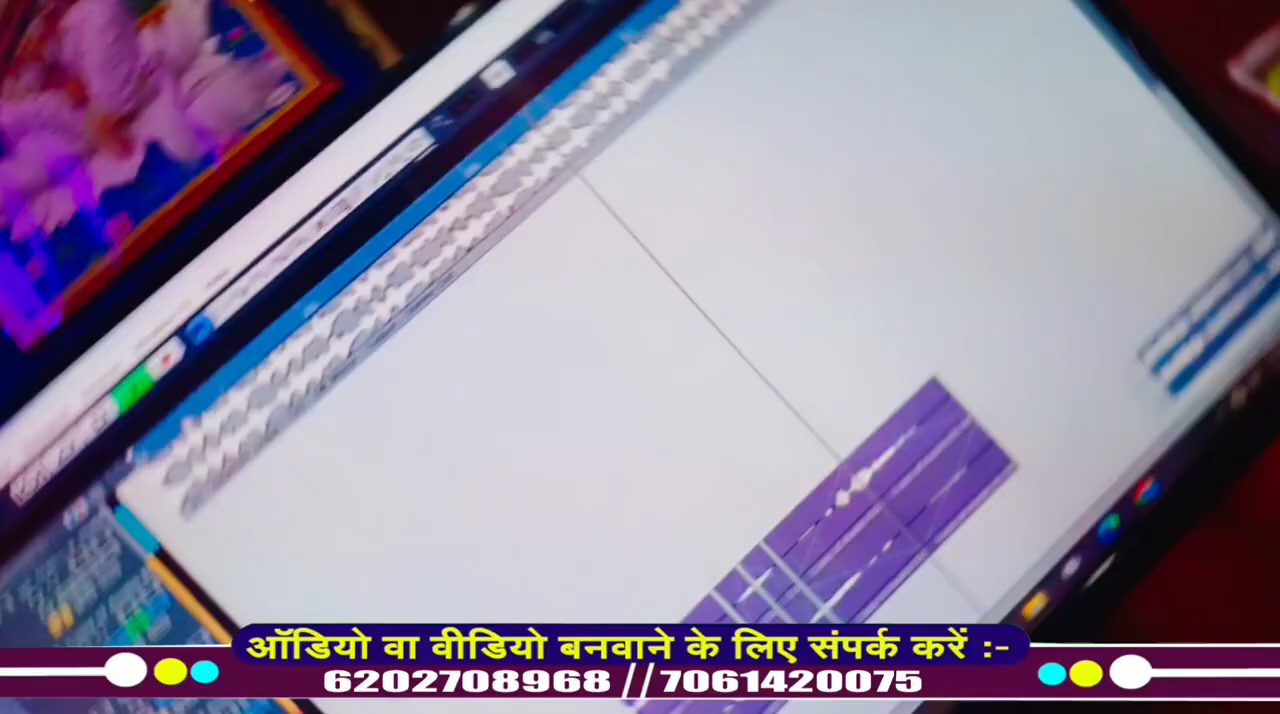 ऑडियो वा वीडियो बनवाने के लिए संपर्क करें :-
6202708968 // 7061420075